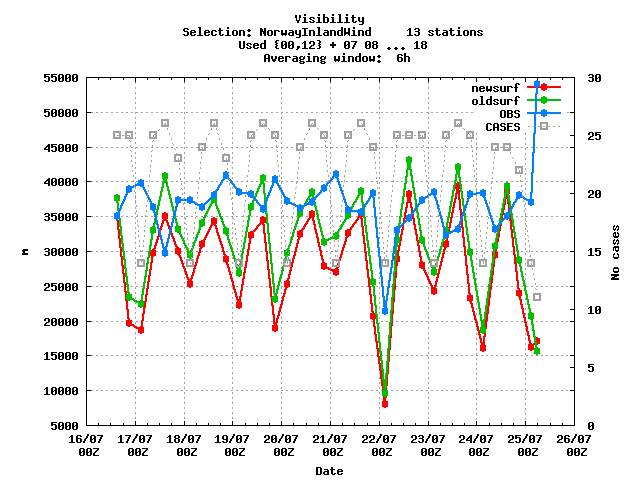 Visibility
Selection: NorwayInlandWind 13 stations
Used {00,12} + 07 08 ... 18
Averaging window: 6h
newsurf
oldsurf
OBS
CASES
55000
50000
45000
40000
35000
30000
25000
20000
15000
10000
5000
m
30
25
20
15
10
5
0
No cases
16/07 17/07 18/07 19/07 20/07 21/07 22/07 23/07 24/07 25/07 26/07
00Z 00Z 00Z 00Z 00Z 00Z 00Z 00Z 00Z 00Z 00Z
Date